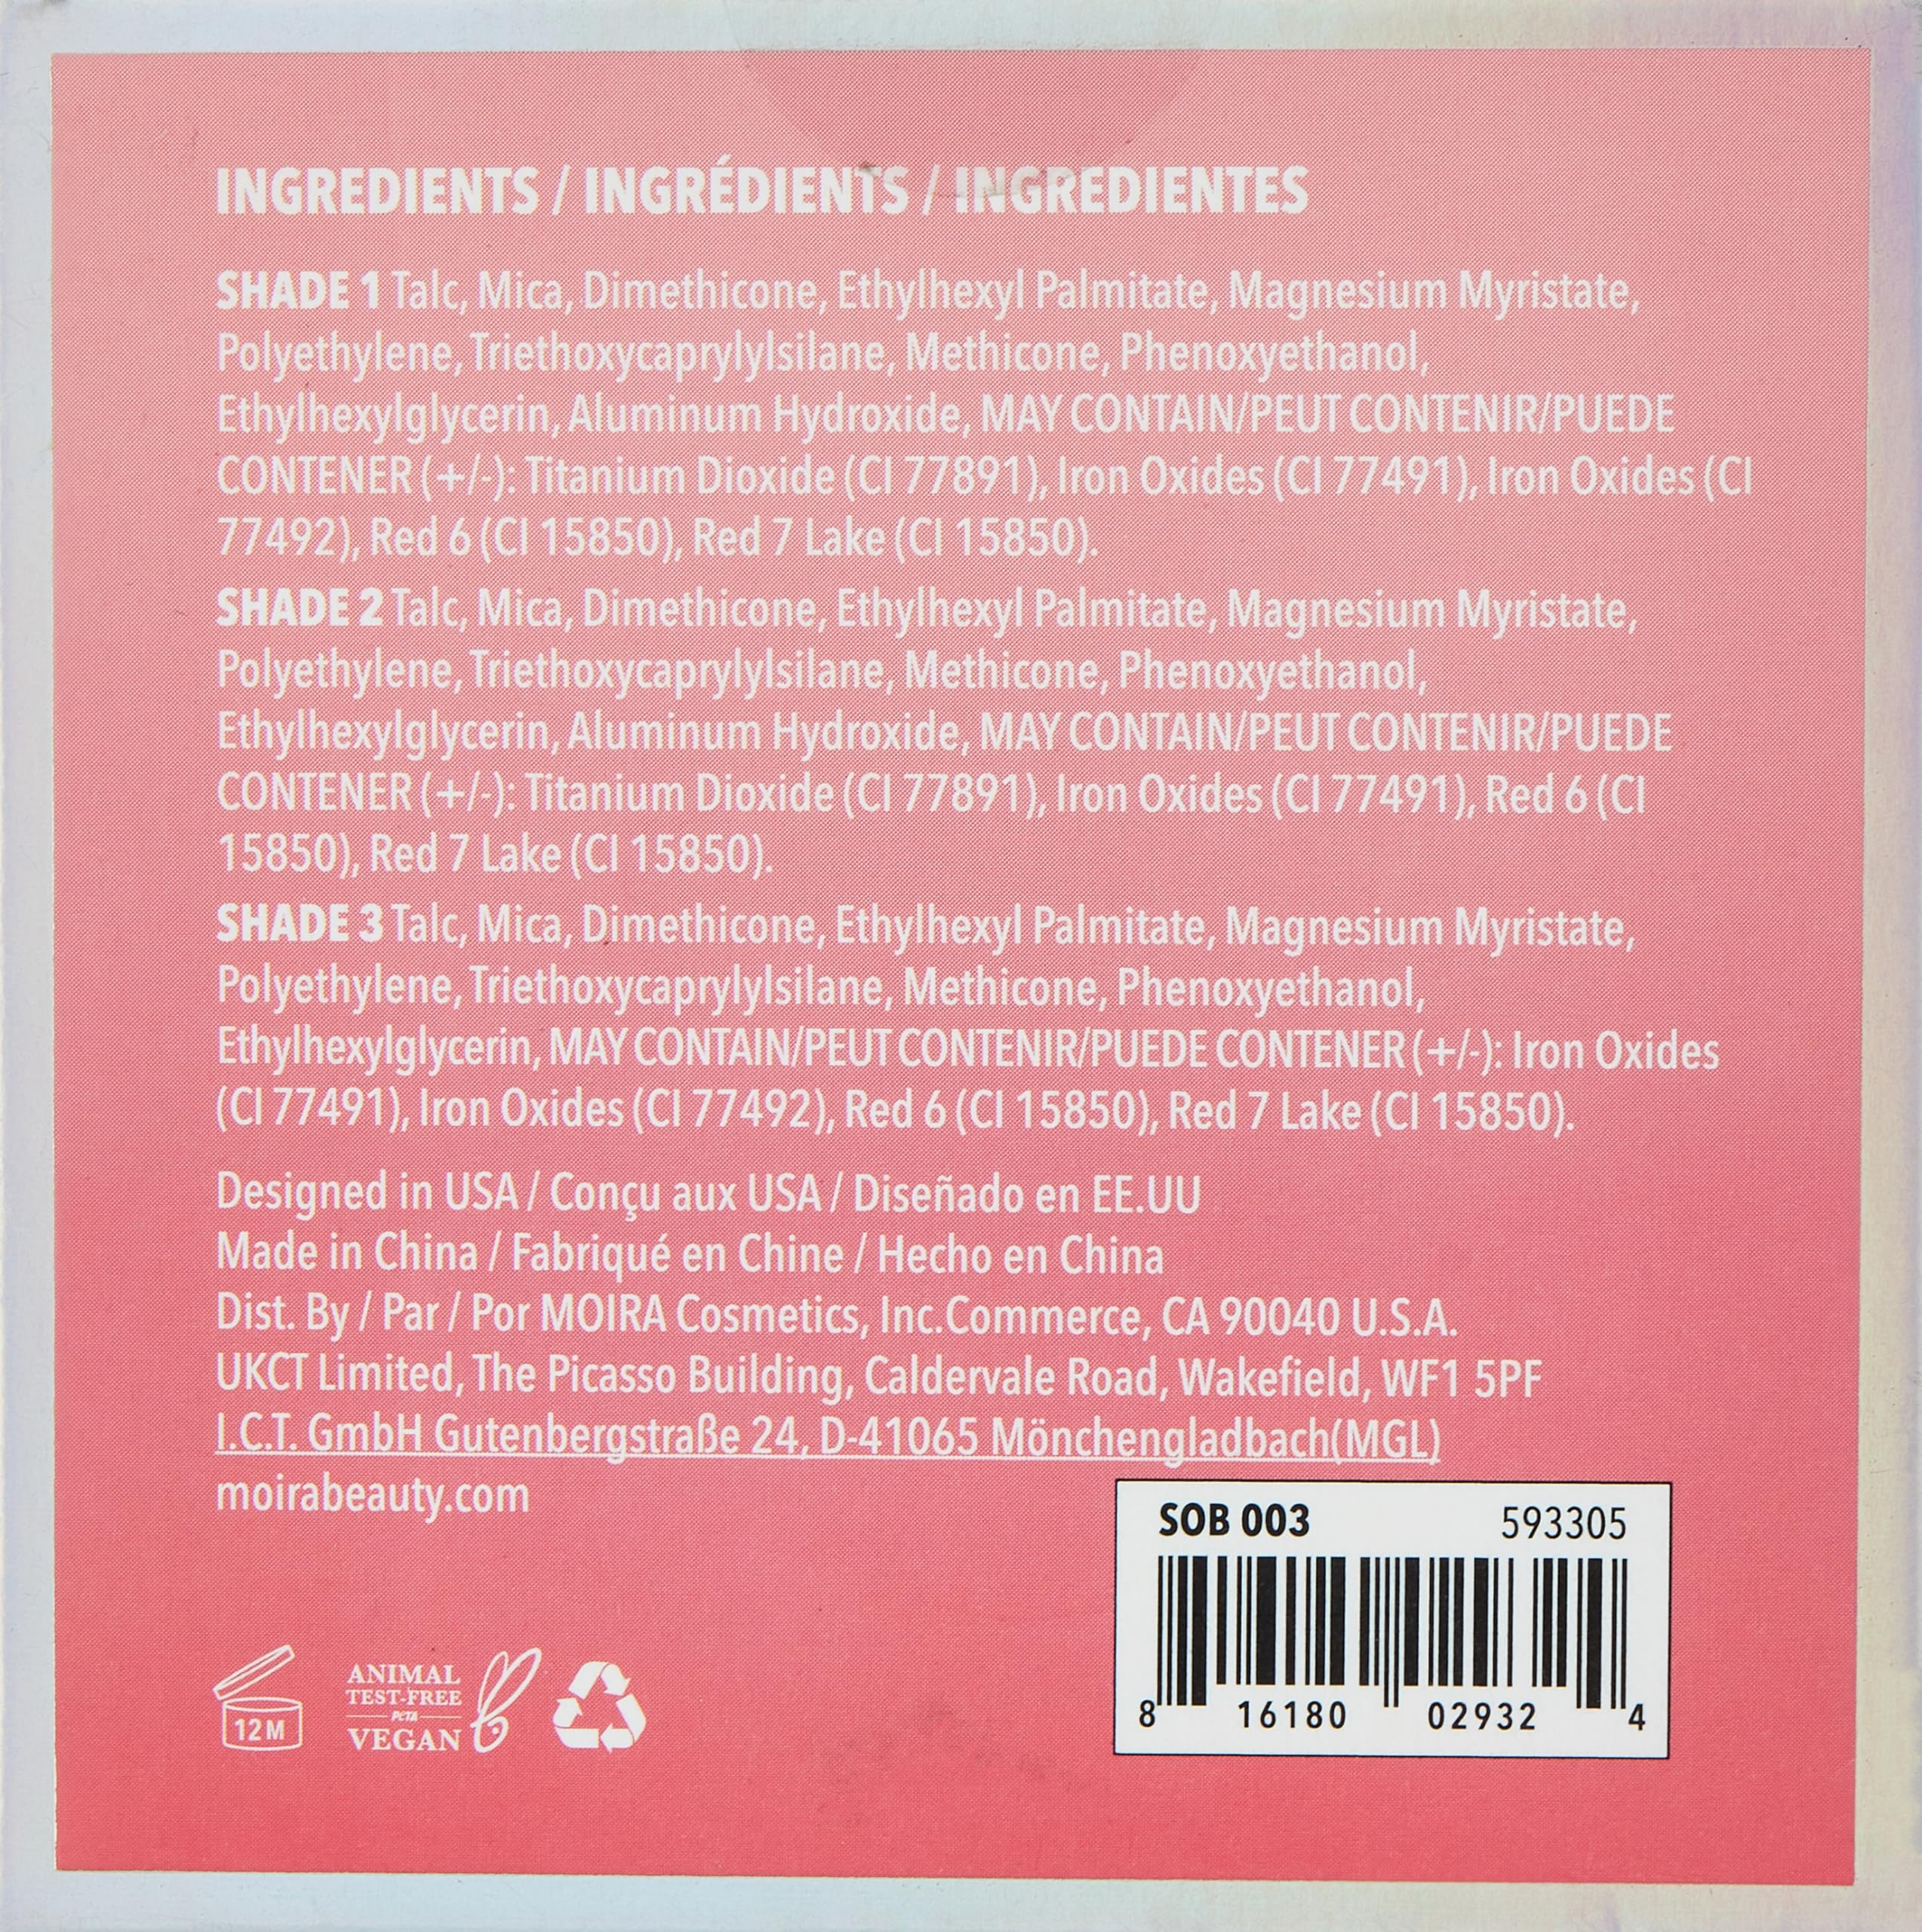 INGREDIENTS / INGRÉDIENTS / INGREDIENTES
SHADE 1 Talc, Mica, Dimethicone, Ethylhexyl Palmitate, Magnesium Myristate,
Polyethylene, Triethoxycaprylylsilane, Methicone, Phenoxyethanol,
Ethylhexylglycerin, Aluminum Hydroxide, MAY CONTAIN/PEUT CONTENIR/PUEDE
CONTENER (+/-): Titanium Dioxide (CI 77891), Iron Oxides (CI 77491), Iron Oxides (CI
77492), Red 6 (CI 15850), Red 7 Lake (CI 15850).
SHADE 2 Talc, Mica, Dimethicone, Ethylhexyl Palmitate, Magnesium Myristate,
Polyethylene, Triethoxycaprylylsilane, Methicone, Phenoxyethanol,
Ethylhexylglycerin, Aluminum Hydroxide, MAY CONTAIN/PEUT CONTENIR/PUEDE
CONTENER (+/-): Titanium Dioxide (CI 77891), Iron Oxides (CI 77491), Red 6 (CI
15850), Red 7 Lake (CI 15850).
SHADE 3 Talc, Mica, Dimethicone, Ethylhexyl Palmitate, Magnesium Myristate,
Polyethylene, Triethoxycaprylylsilane, Methicone, Phenoxyethanol,
Ethylhexylglycerin, MAY CONTAIN/PEUT CONTENIR/PUEDE CONTENER (+/-): Iron Oxides
(CI 77491), Iron Oxides (CI 77492), Red 6 (CI 15850), Red 7 Lake (CI 15850).
Designed in USA / Conçu aux USA / Diseñado en EE.UU
Made in China / Fabriqué en Chine / Hecho en China
Dist. By / Par / Por MOIRA Cosmetics, Inc.Commerce, CA 90040 U.S.A.
UKCT Limited, The Picasso Building, Caldervale Road, Wakefield, WF1 5PF
I.C.T. GmbH Gutenbergstraße 24, D-41065 Mönchengladbach(MGL)
moirabeauty.com
SOB 003 593305
8 16180 02932 4
12M
ANIMAL
TEST-FREE
PETA
VEGAN